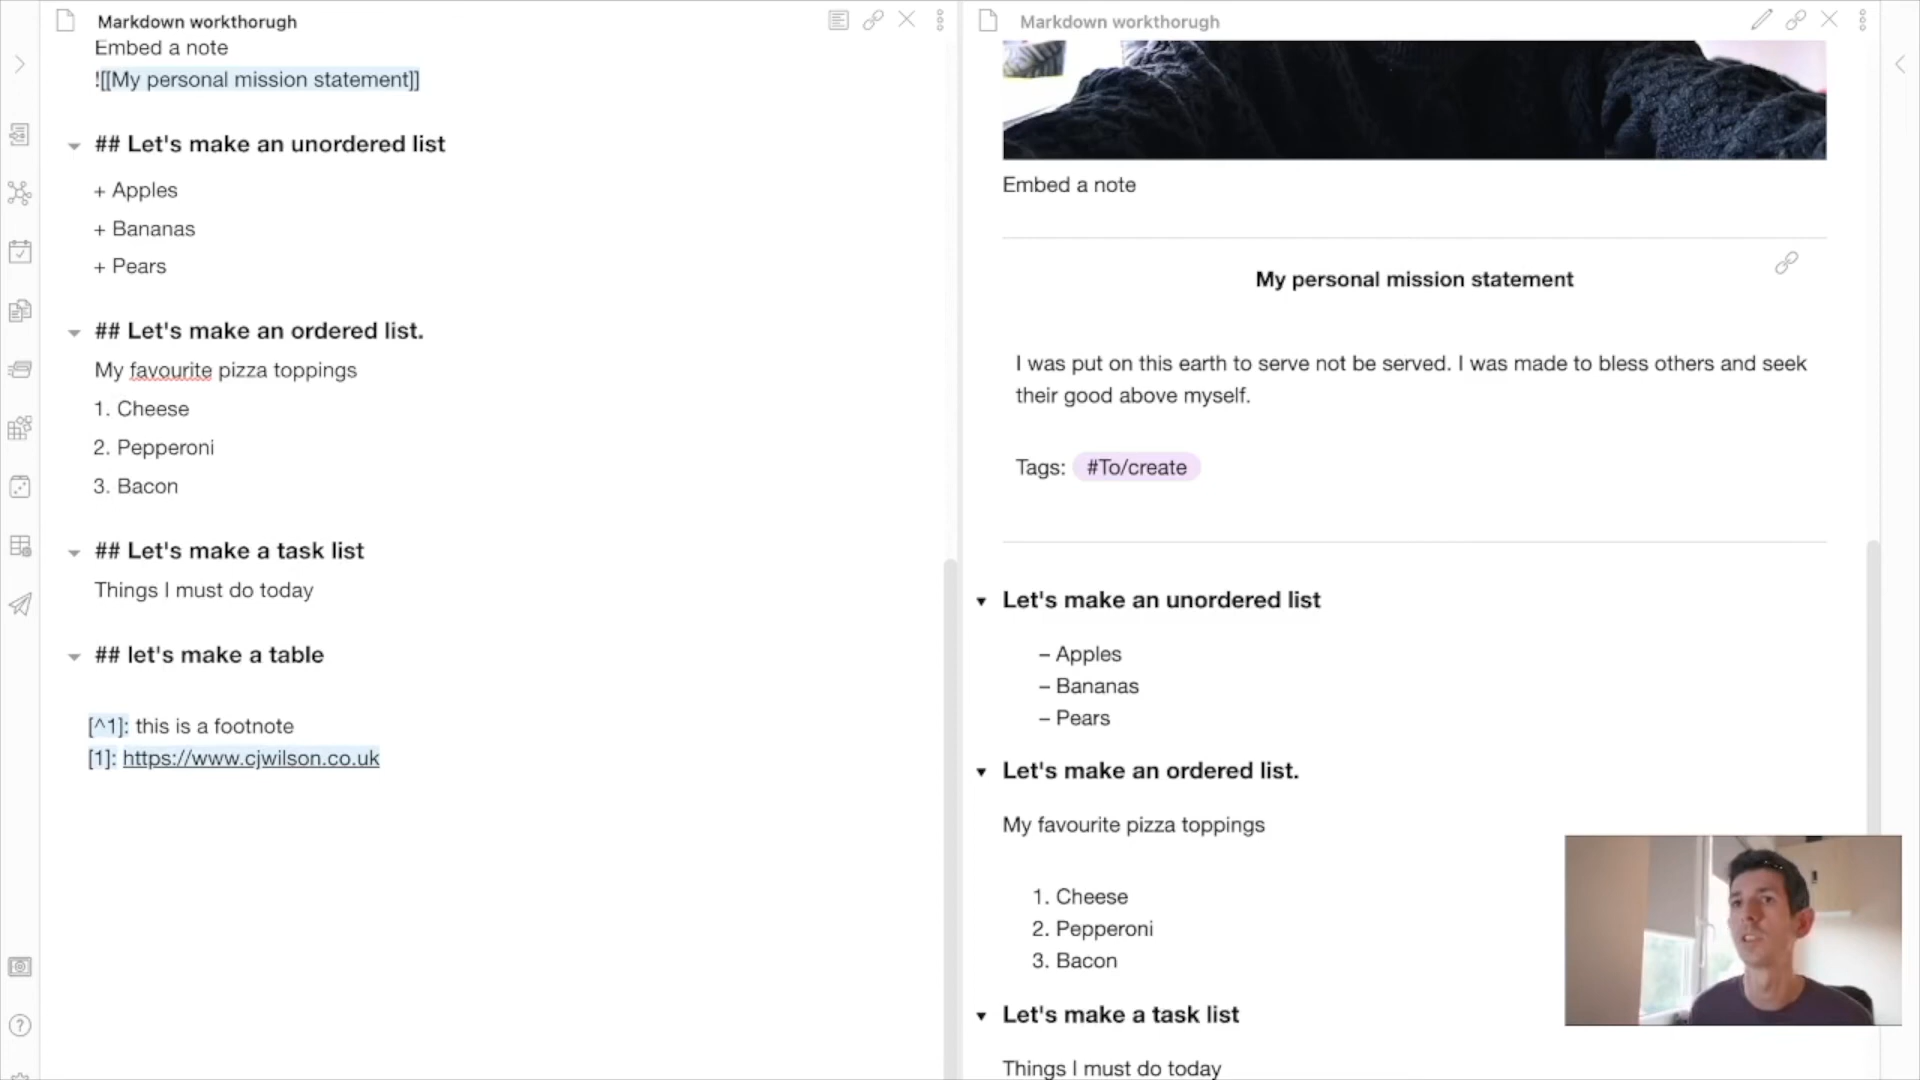 Markdown workthorugh
Embed a note
![[My personal mission statement]]
## Let's make an unordered list
+ Apples
+ Bananas
+ Pears
## Let's make an ordered list.
My favourite pizza toppings
1. Cheese
2. Pepperoni
3. Bacon
## Let's make a task list
Things I must do today
## let's make a table
[^1]: this is a footnote
[1]: https://www.cjwilson.co.uk
Markdown workthorugh
Embed a note
My personal mission statement
I was put on this earth to serve not be served. I was made to bless others and seek
their good above myself.
Tags: #To/create
Let's make an unordered list
– Apples
– Bananas
– Pears
Let's make an ordered list.
My favourite pizza toppings
1. Cheese
2. Pepperoni
3. Bacon
Let's make a task list
Things I must do today